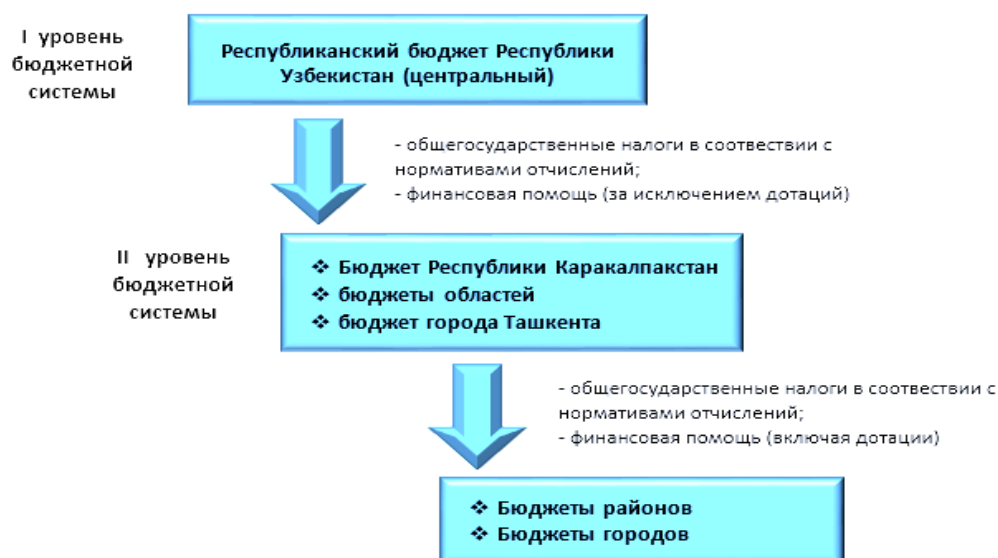 I уровень
бюджетной
системы
Республиканский бюджет Республики
Узбекистан (центральный)
- общегосударственные налоги в соотвествии с
нормативами отчислений;
- финансовая помощь (за исключением дотаций)
II уровень
бюджетной
системы
❖ Бюджет Республики Каракалпакстан
❖ бюджеты областей
❖ бюджет города Ташкента
- общегосударственные налоги в соотвествии с
нормативами отчислений;
- финансовая помощь (включая дотации)
❖ Бюджеты районов
❖ Бюджеты городов